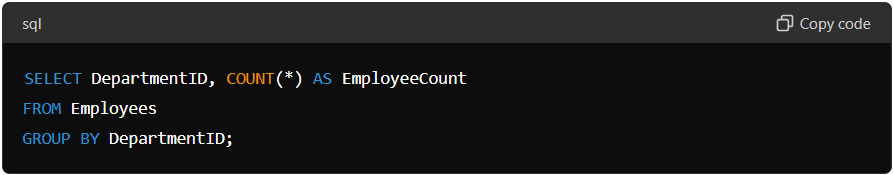 sql Copy code
SELECT DepartmentID, COUNT(*) AS EmployeeCount
FROM Employees
GROUP BY DepartmentID;